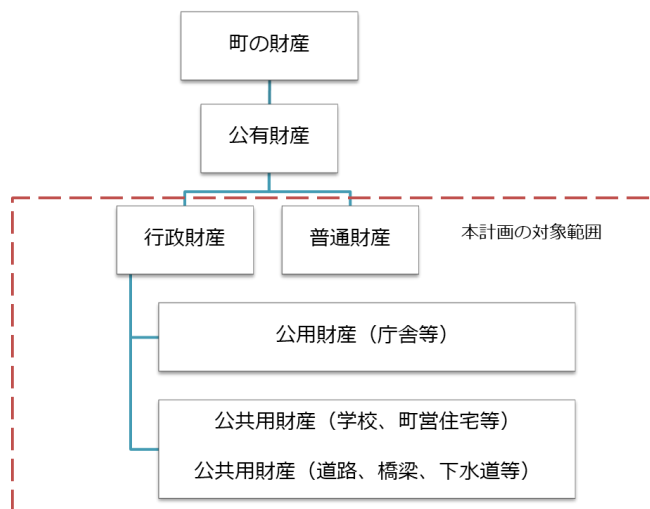 町の財産
公有財産
行政財産
普通財産
本計画の対象範囲
公用財産（庁舎等）
公共用財産（学校、町営住宅等）
公共用財産（道路、橋梁、下水道等）